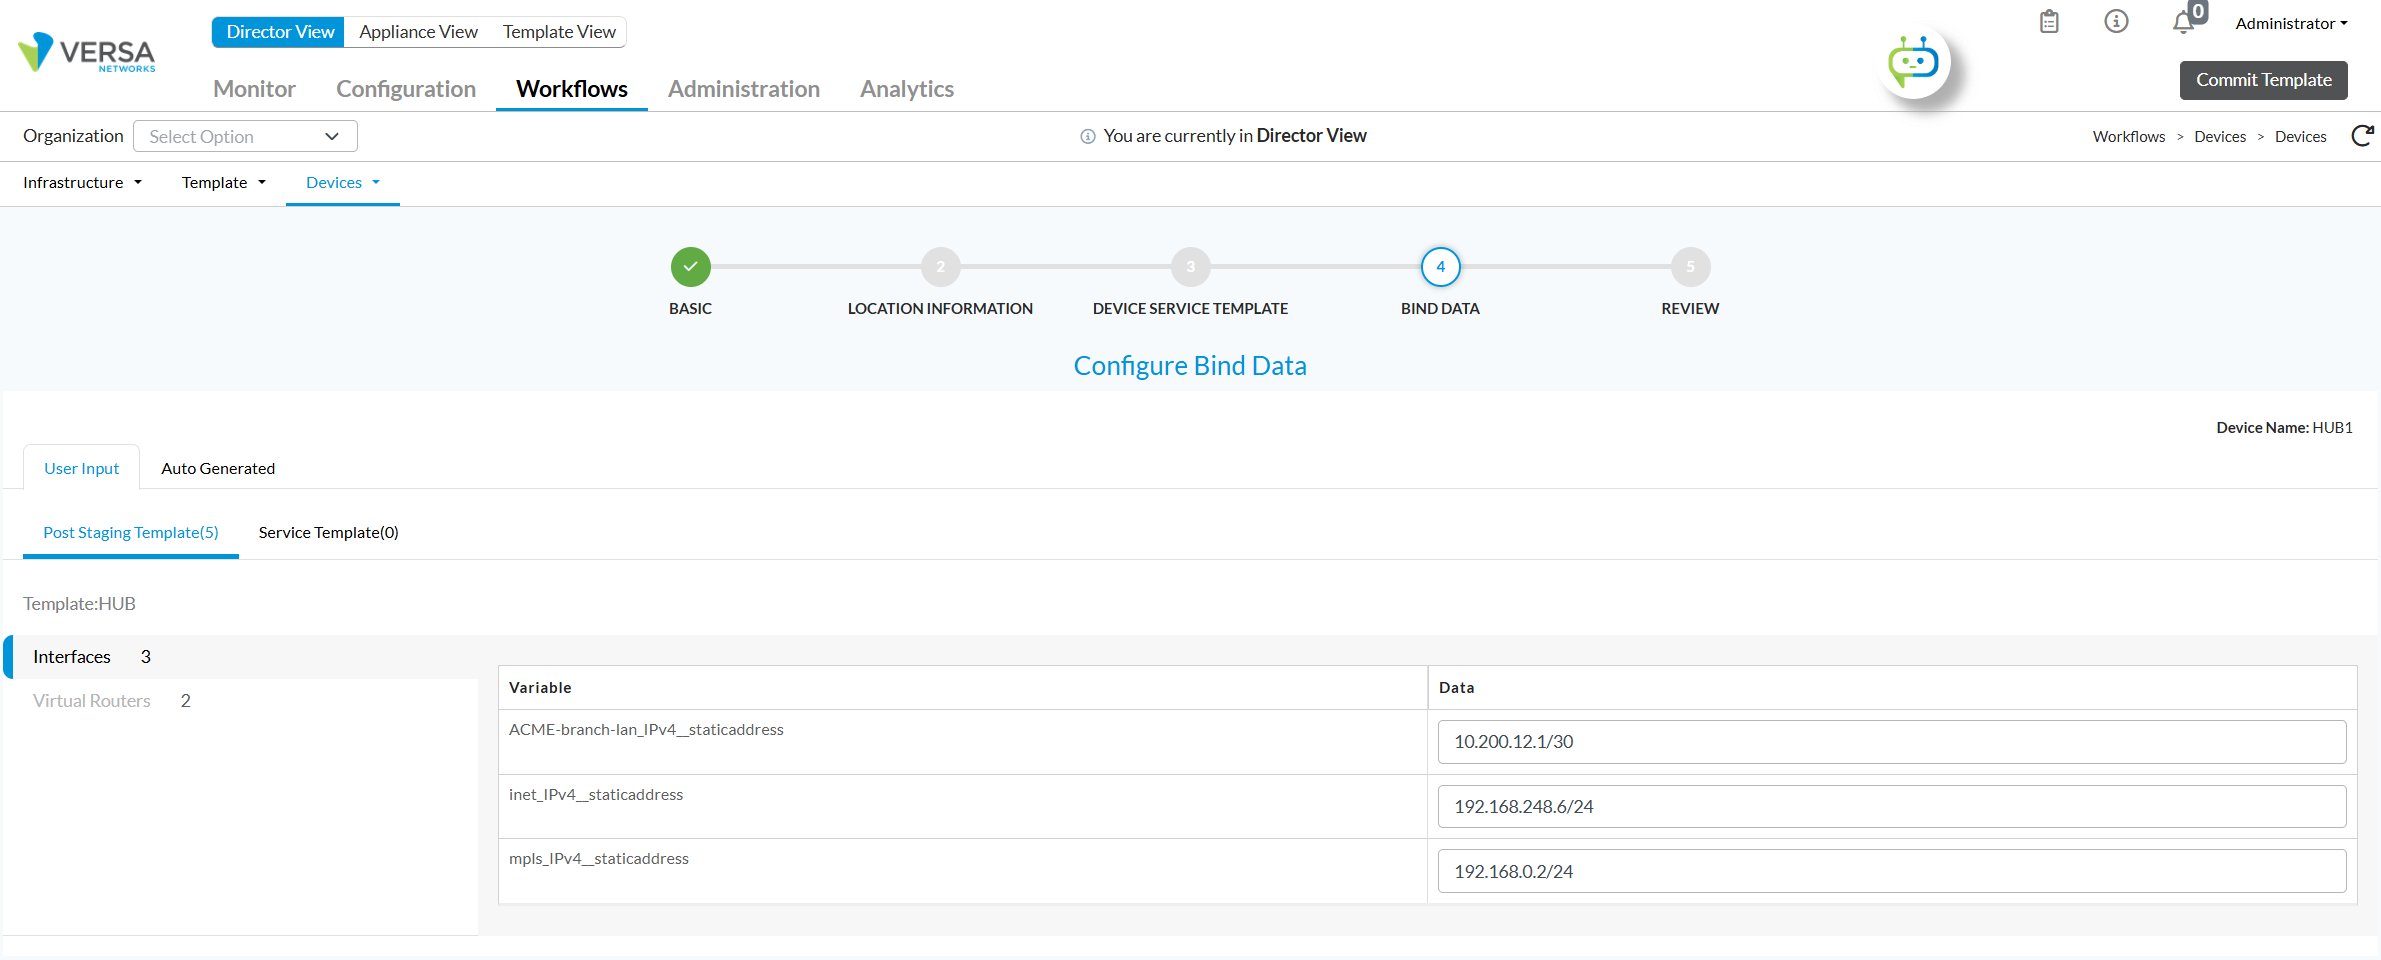 VERSA
NETWORKS
Director View Appliance View Template View
0
Administrator
Monitor Configuration Workflows Administration Analytics
Commit Template
Organization Select Option
You are currently in Director View
Workflows > Devices > Devices
Infrastructure Template Devices
2 3 4 5
BASIC LOCATION INFORMATION DEVICE SERVICE TEMPLATE BIND DATA REVIEW
Configure Bind Data
Device Name: HUB1
User Input Auto Generated
Post Staging Template(5) Service Template(0)
Template:HUB
Interfaces 3
Virtual Routers 2
Variable Data
ACME-branch-lan_IPv4__staticaddress 10.200.12.1/30
inet_IPv4__staticaddress 192.168.248.6/24
mpls_IPv4__staticaddress 192.168.0.2/24